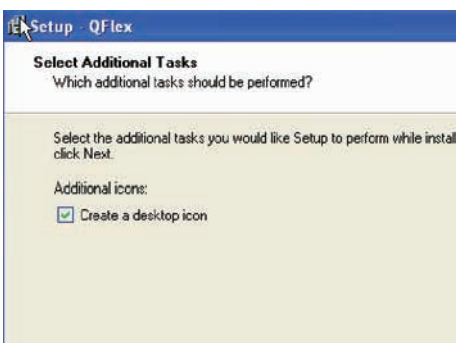 Setup - QFlex
Select Additional Tasks
Which additional tasks should be performed?
Select the additional tasks you would like Setup to perform while instal
click Next.
Additional icons:
Create a desktop icon